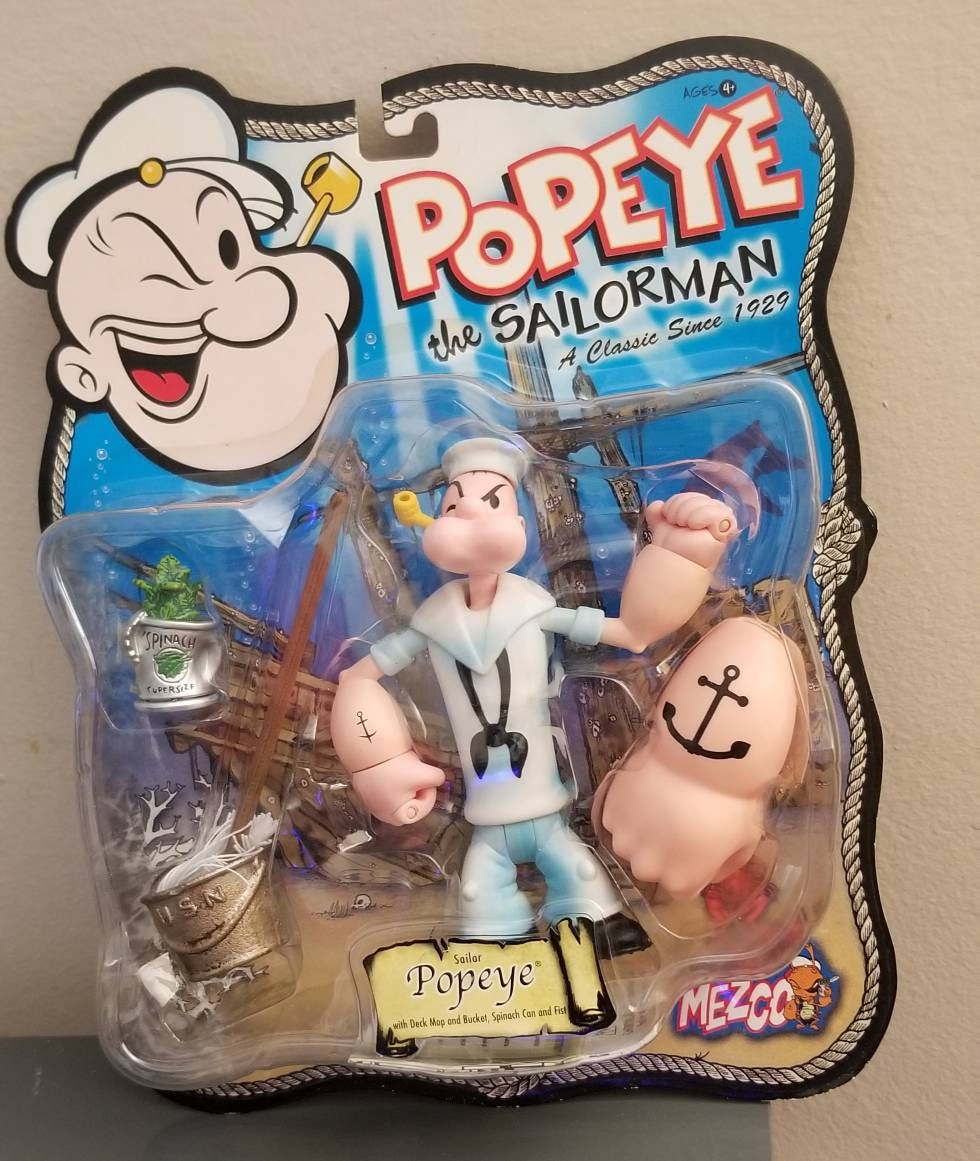 AGES 4+
POPEYE
the SAILORMAN
A Classic Since 1929
SPINACH
SUPERSIZE
U.S.N
Sailor
Popeye®
with Deck Mop and Bucket, Spinach Can and Fist
MEZCO